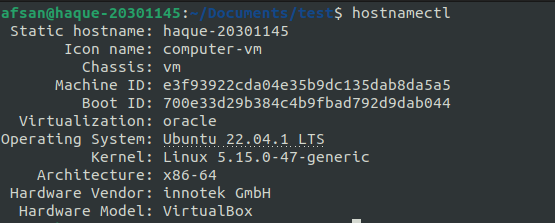 afsan@haque-20301145:~/Documents/test$ hostnamectl
Static hostname: haque-20301145
Icon name: computer-vm
Chassis: vm
Machine ID: e3f93922cda04e35b9dc135dab8da5a5
Boot ID: 700e33d29b384c4b9fbad792d9dab044
Virtualization: oracle
Operating System: Ubuntu 22.04.1 LTS
Kernel: Linux 5.15.0-47-generic
Architecture: x86-64
Hardware Vendor: innotek GmbH
Hardware Model: VirtualBox